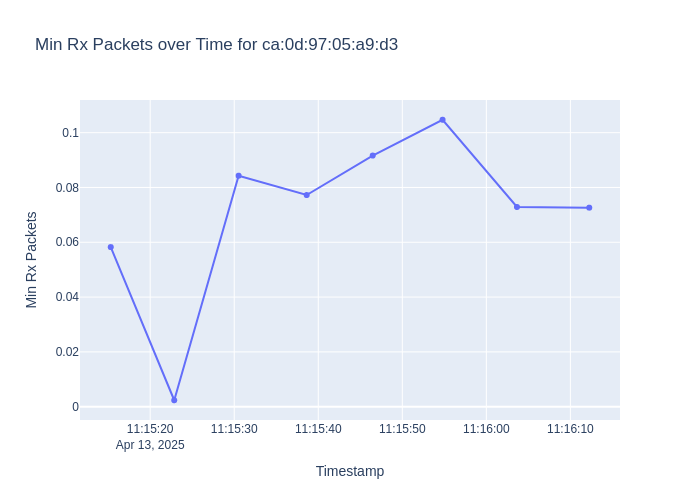 Min Rx Packets over Time for ca:0d:97:05:a9:d3
Min Rx Packets
0.1
0.08
0.06
0.04
0.02
0
11:15:20 11:15:30 11:15:40 11:15:50 11:16:00 11:16:10
Apr 13, 2025
Timestamp